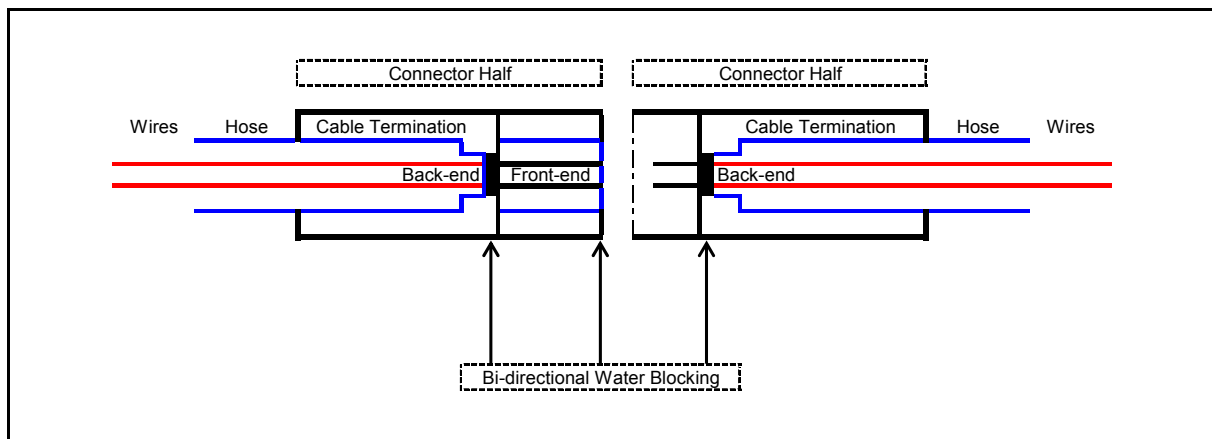 Connector Half
Connector Half
Wires
Hose
Cable Termination
Cable Termination
Hose
Wires
Back-end
Front-end
Back-end
Bi-directional Water Blocking